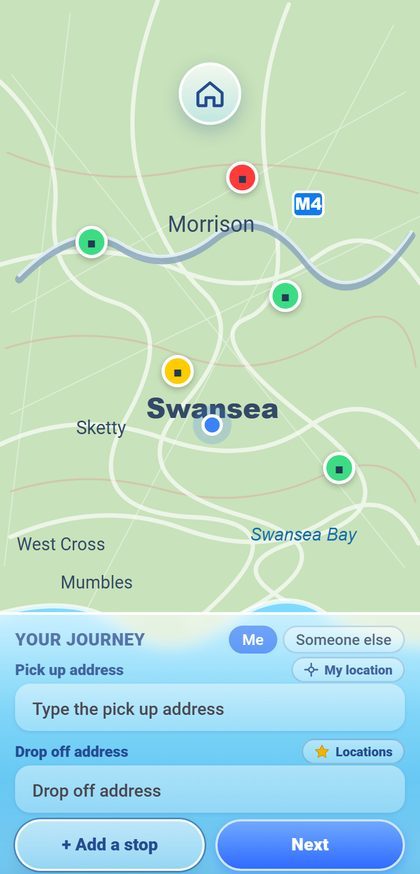 M4
Morrison
Swansea
Sketty
Swansea Bay
West Cross
Mumbles
YOUR JOURNEY
Me
Someone else
Pick up address
My location
Type the pick up address
Drop off address
Locations
Drop off address
+ Add a stop
Next